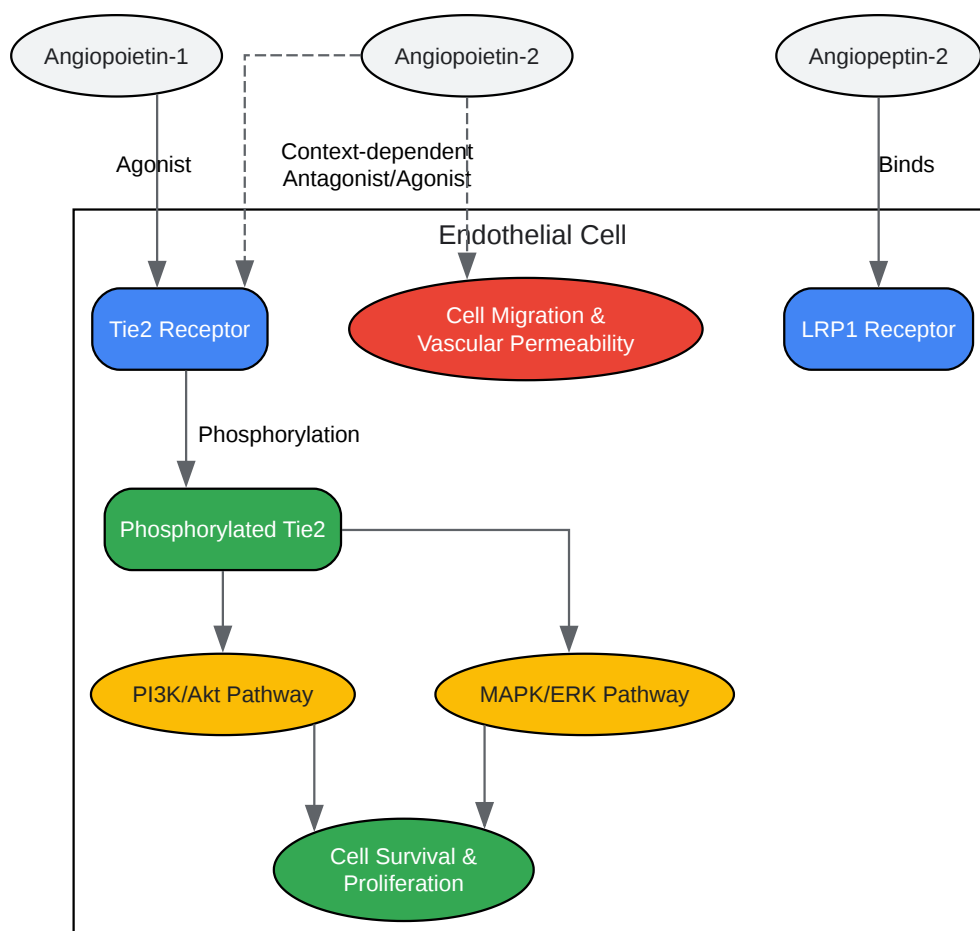 Angiopoietin-1
Angiopoietin-2
Angiopeptin-2
Agonist
Context-dependent
Antagonist/Agonist
Binds
Endothelial Cell
Tie2 Receptor
Cell Migration &
Vascular Permeability
LRP1 Receptor
Phosphorylation
Phosphorylated Tie2
PI3K/Akt Pathway
MAPK/ERK Pathway
Cell Survival &
Proliferation